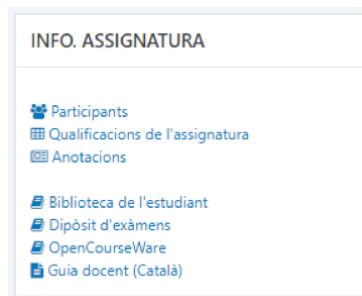 INFO. ASSIGNATURA
Participants
Qualificacions de l'assignatura
Anotacions
Biblioteca de l'estudiant
Dipòsit d'exàmens
OpenCourseWare
Guia docent (Català)